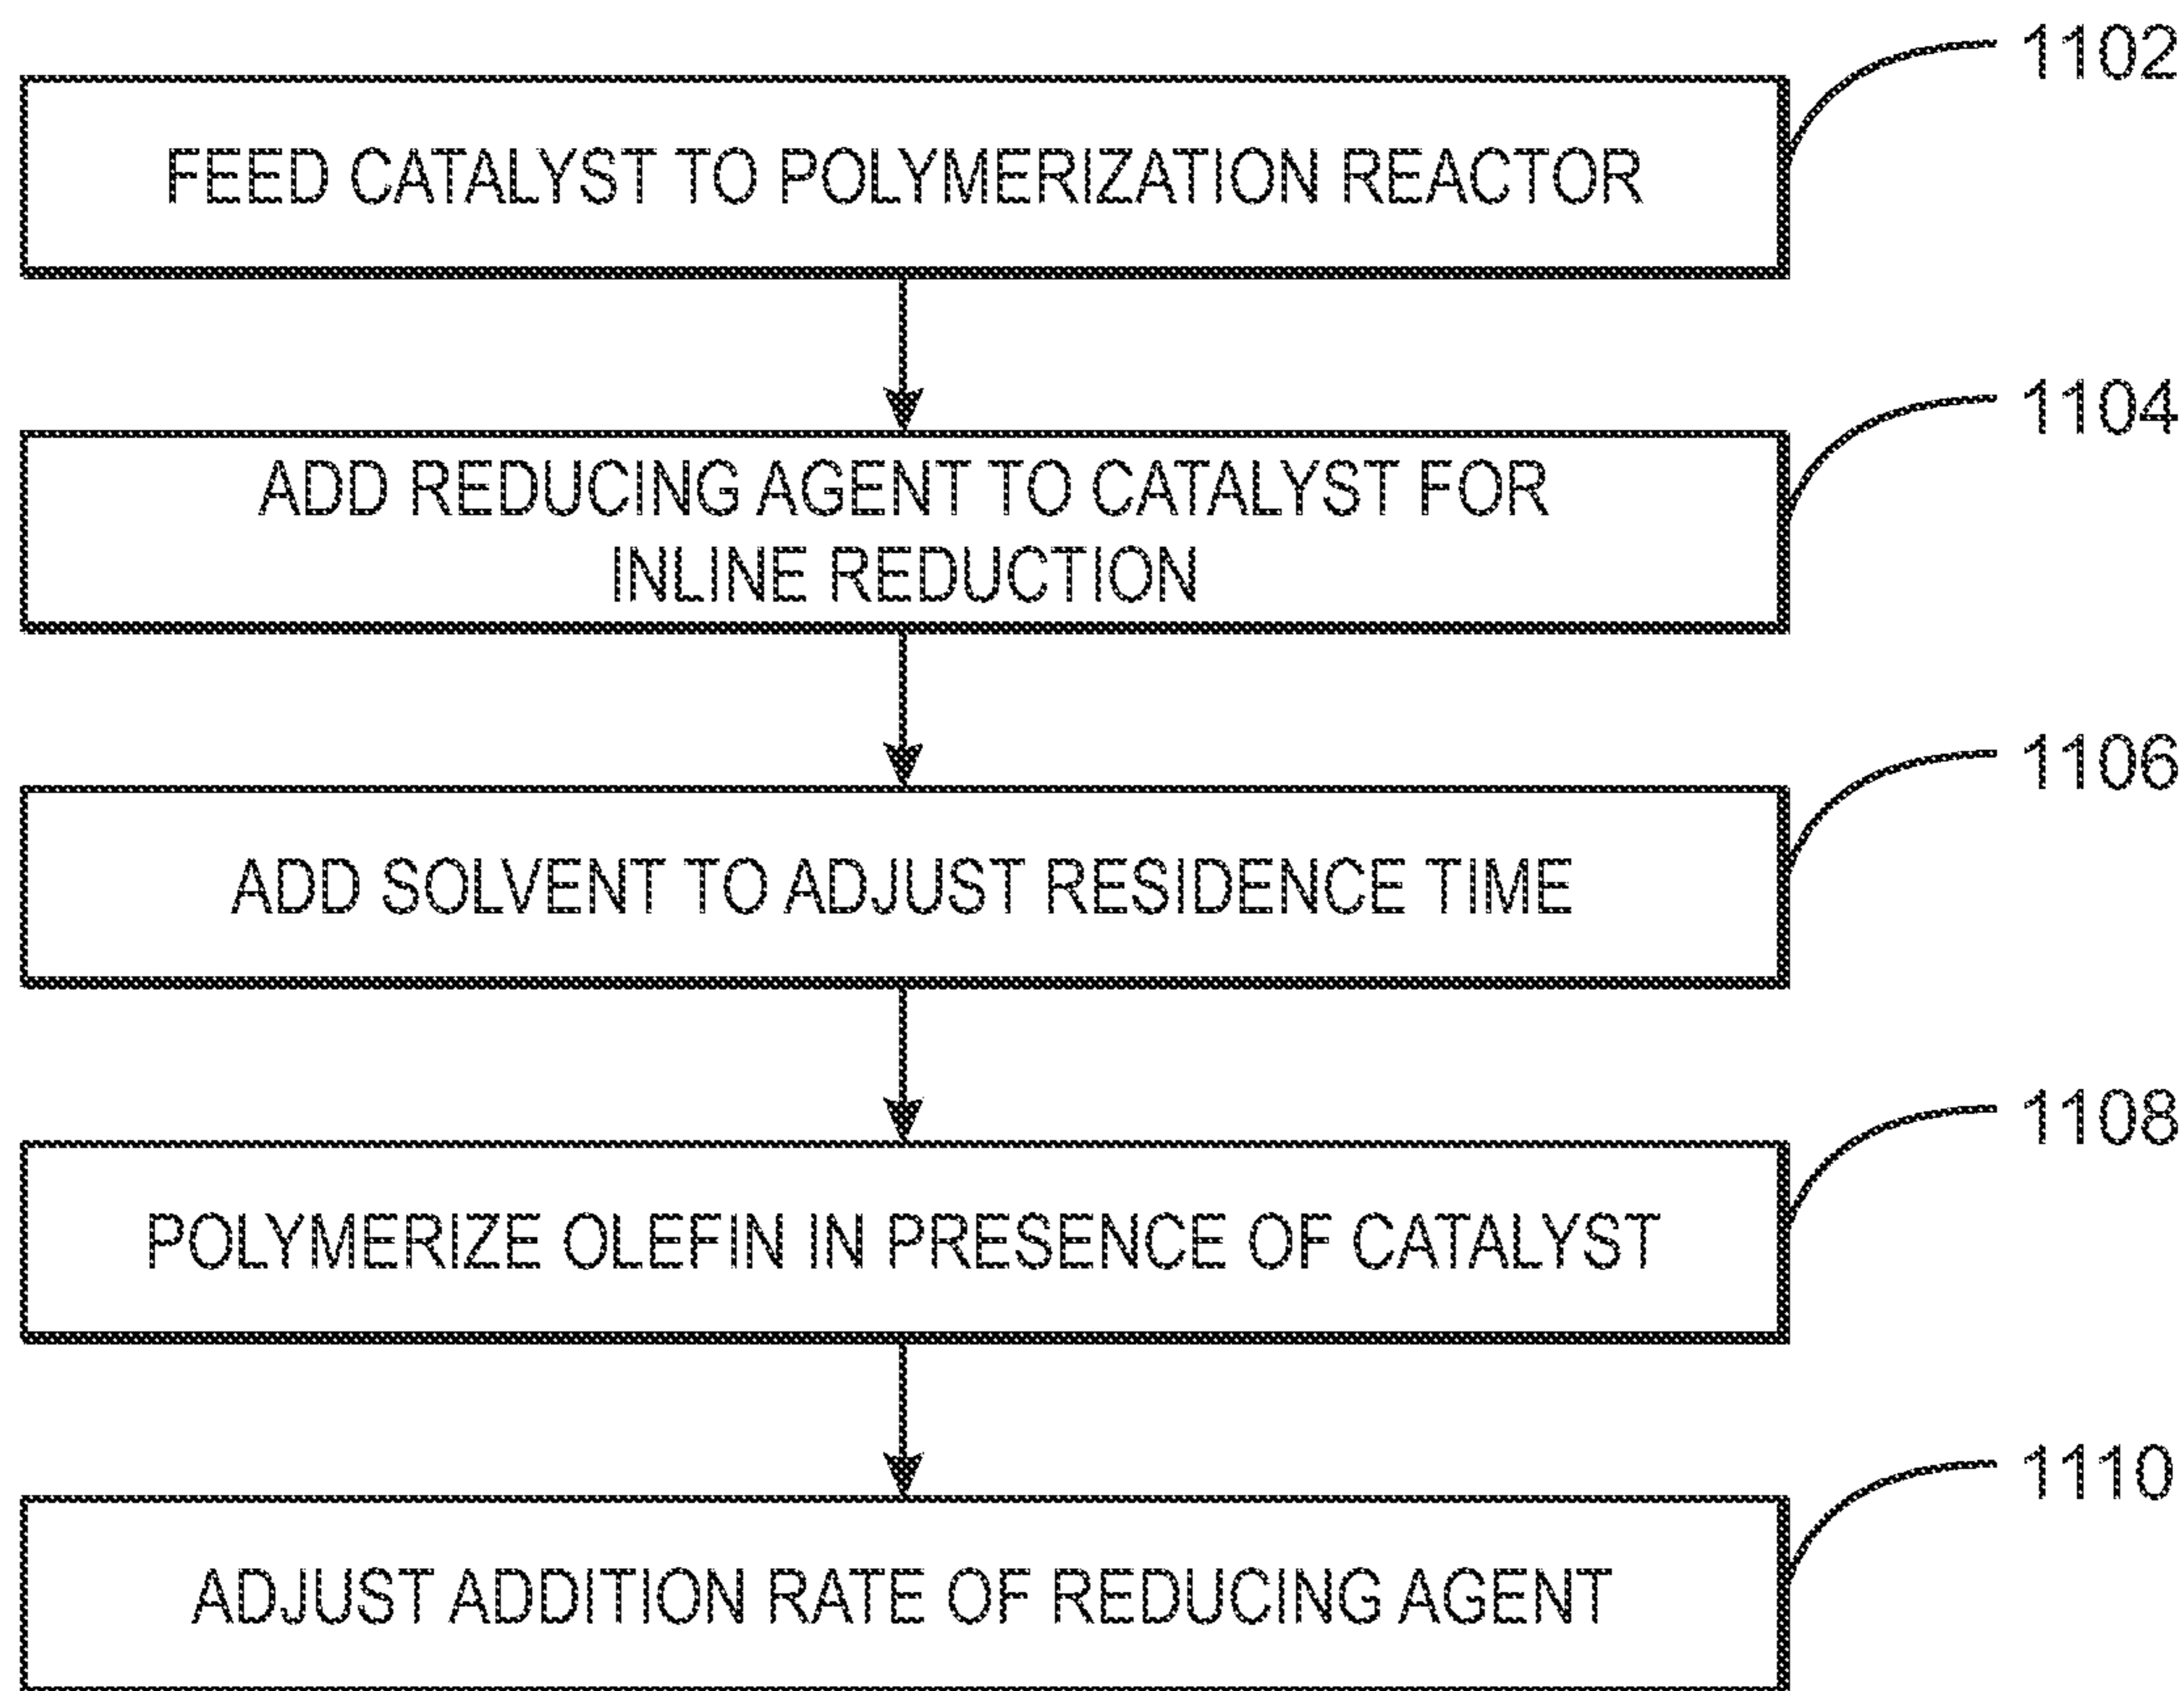 1102
FEED CATALYST TO POLYMERIZATION REACTOR
1104
ADD REDUCING AGENT TO CATALYST FOR
INLINE REDUCTION
1106
ADD SOLVENT TO ADJUST RESIDENCE TIME
1108
POLYMERIZE OLEFIN IN PRESENCE OF CATALYST
1110
ADJUST ADDITION RATE OF REDUCING AGENT